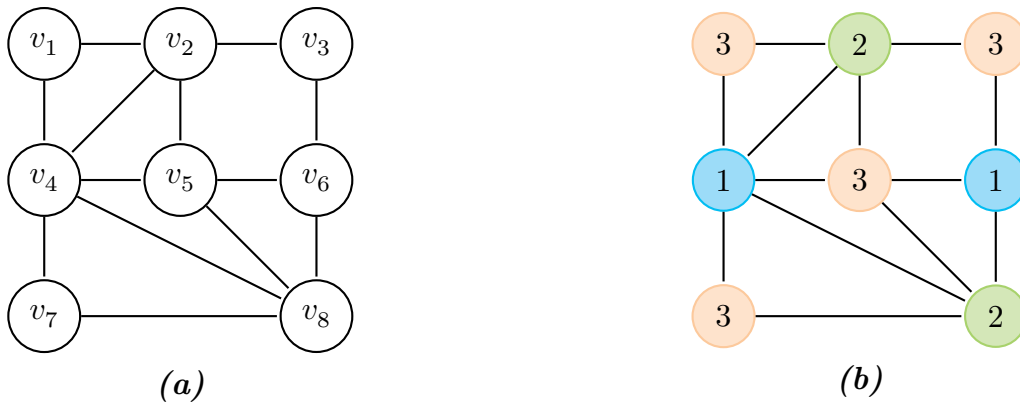 v₁ v₂ v₃ 3 2 3
v₄ v₅ v₆ 1 3 1
v₇ v₈ 3 2
(a) (b)